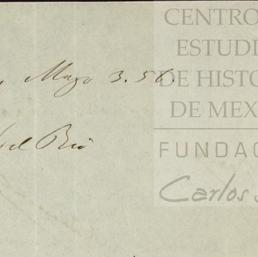 CENTRO
ESTUDI
DE HISTO
DE MEX
FUNDAC
Carlos S
Mayo 3. 56.
del Rio